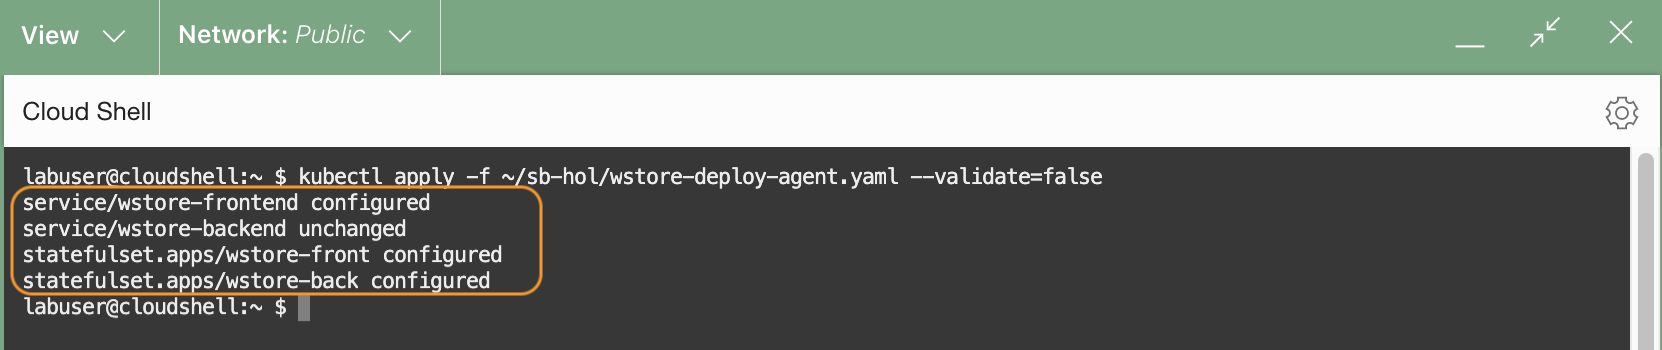 View
Network: Public
Cloud Shell
labuser@cloudshell:~ $ kubectl apply -f ~/sb-hol/wstore-deploy-agent.yaml --validate=false
service/wstore-frontend configured
service/wstore-backend unchanged
statefulset.apps/wstore-front configured
statefulset.apps/wstore-back configured
labuser@cloudshell:~ $